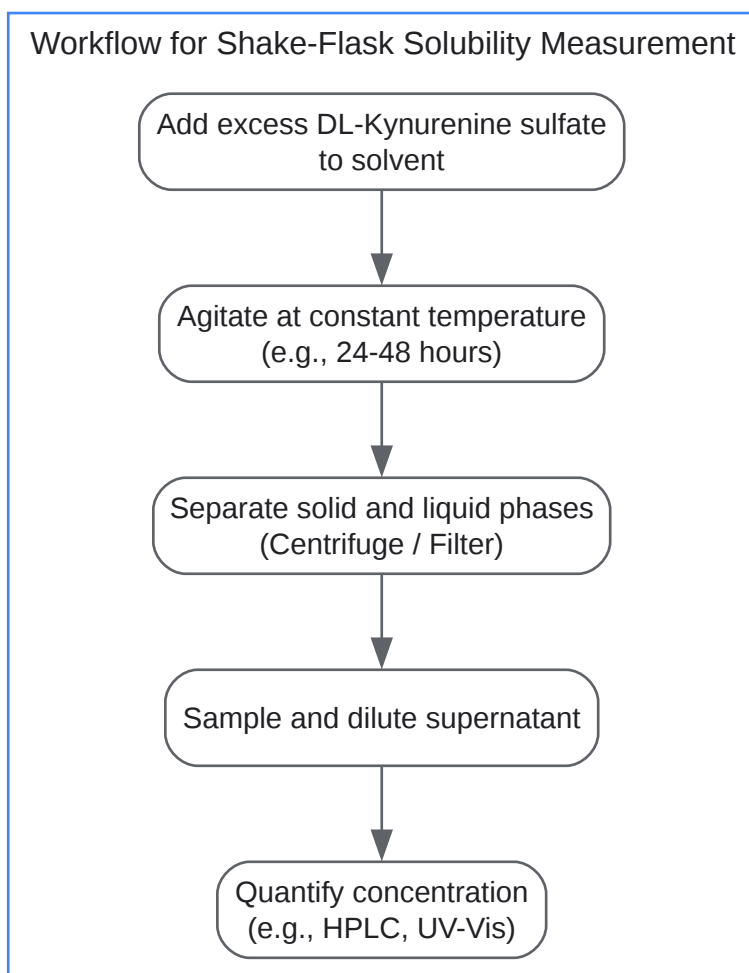 Workflow for Shake-Flask Solubility Measurement
Add excess DL-Kynurenine sulfate
to solvent
Agitate at constant temperature
(e.g., 24-48 hours)
Separate solid and liquid phases
(Centrifuge / Filter)
Sample and dilute supernatant
Quantify concentration
(e.g., HPLC, UV-Vis)